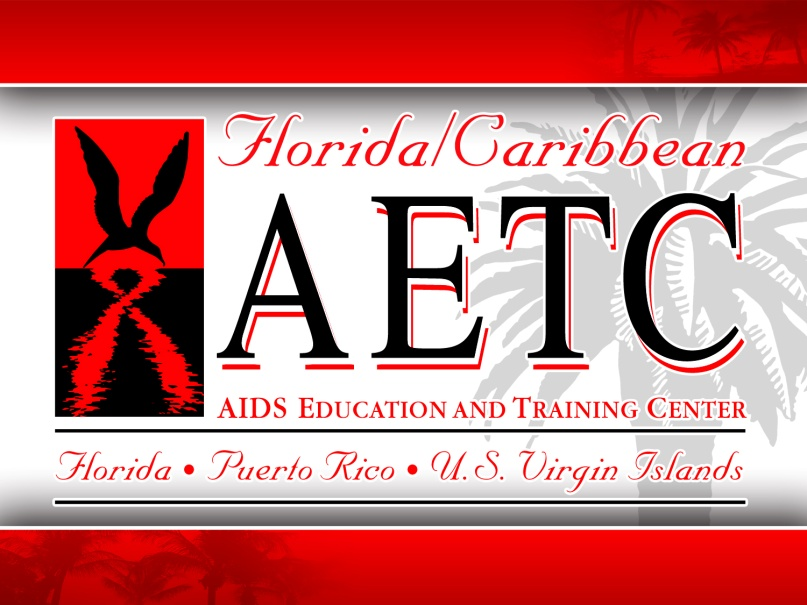 Florida/Caribbean
AETC
AIDS EDUCATION AND TRAINING CENTER
Florida • Puerto Rico • U.S. Virgin Islands